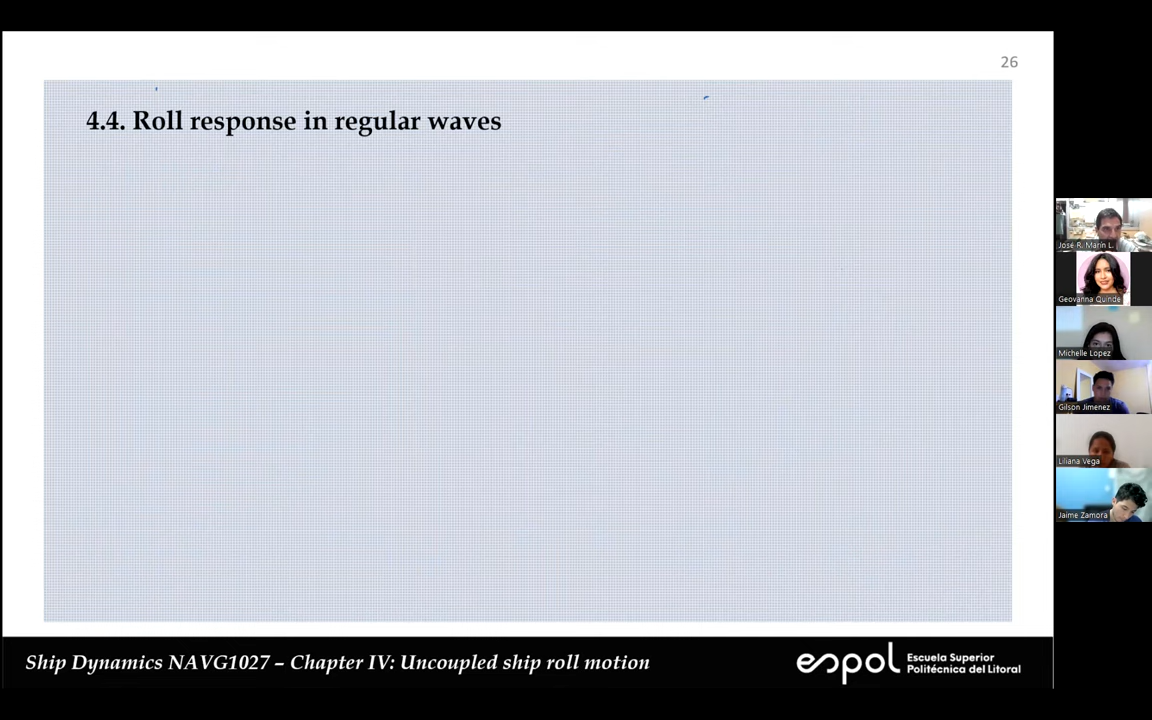 26
4.4. Roll response in regular waves
José R. Marín L.
Geovanna Quinde
Michelle Lopez
Gilson Jimenez
Liliana Vega
Jaime Zamora
Ship Dynamics NAVG1027 – Chapter IV: Uncoupled ship roll motion
espol Escuela Superior
Politécnica del Litoral